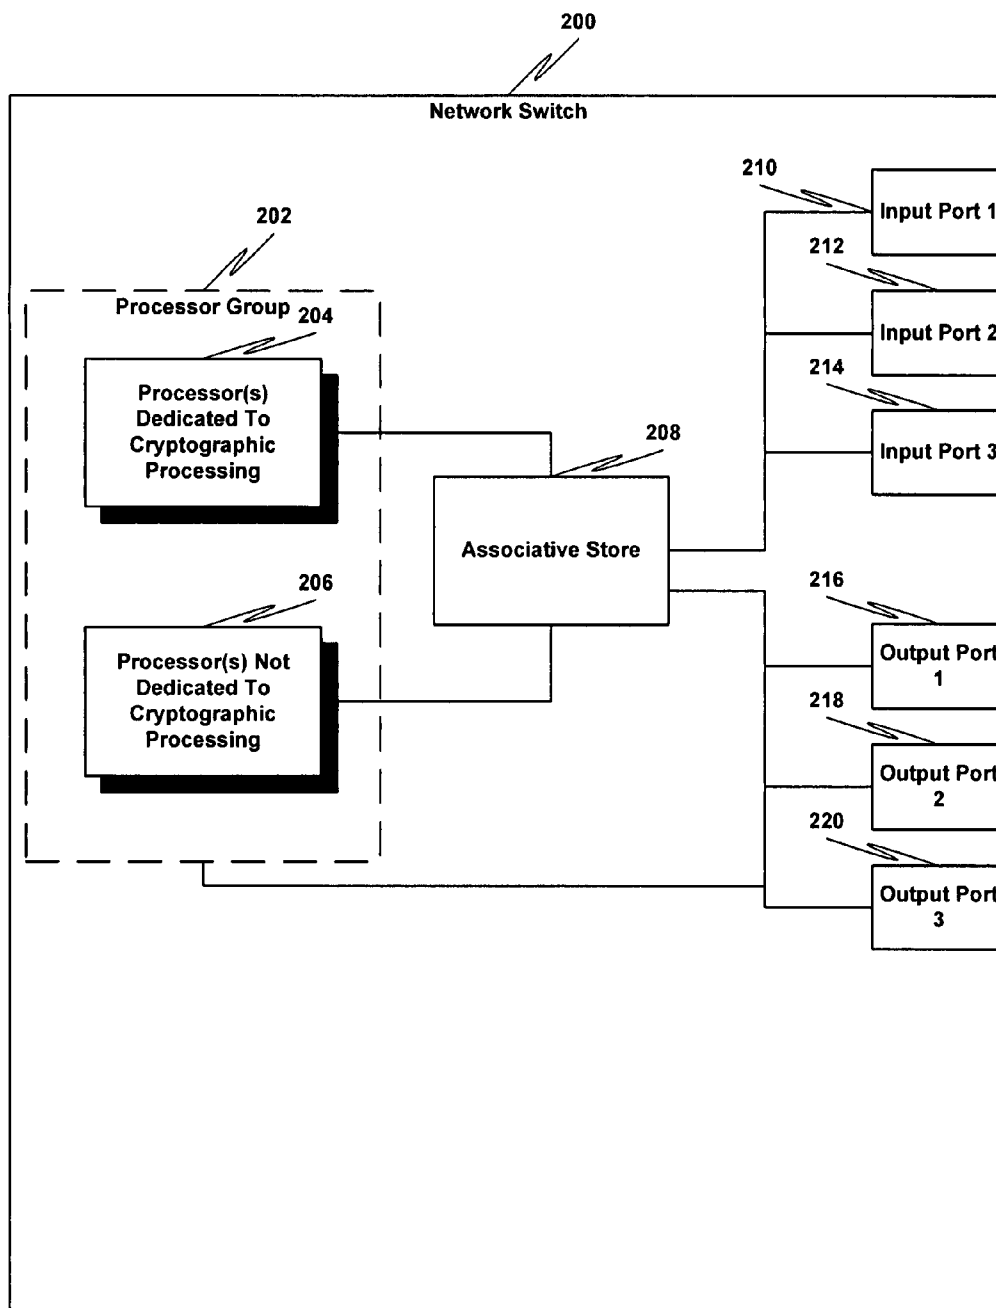 200
Network Switch
210
Input Port 1
202
212
Processor Group
204
Input Port 2
214
Processor(s)
Dedicated To
Cryptographic
Processing
208
Input Port 3
Associative Store
206
216
Processor(s) Not
Dedicated To
Cryptographic
Processing
Output Port
1
218
Output Port
2
220
Output Port
3